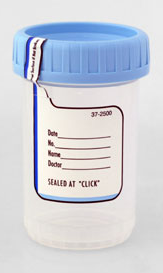 37-2500
Date
No.
Name
Doctor
SEALED AT "CLICK"